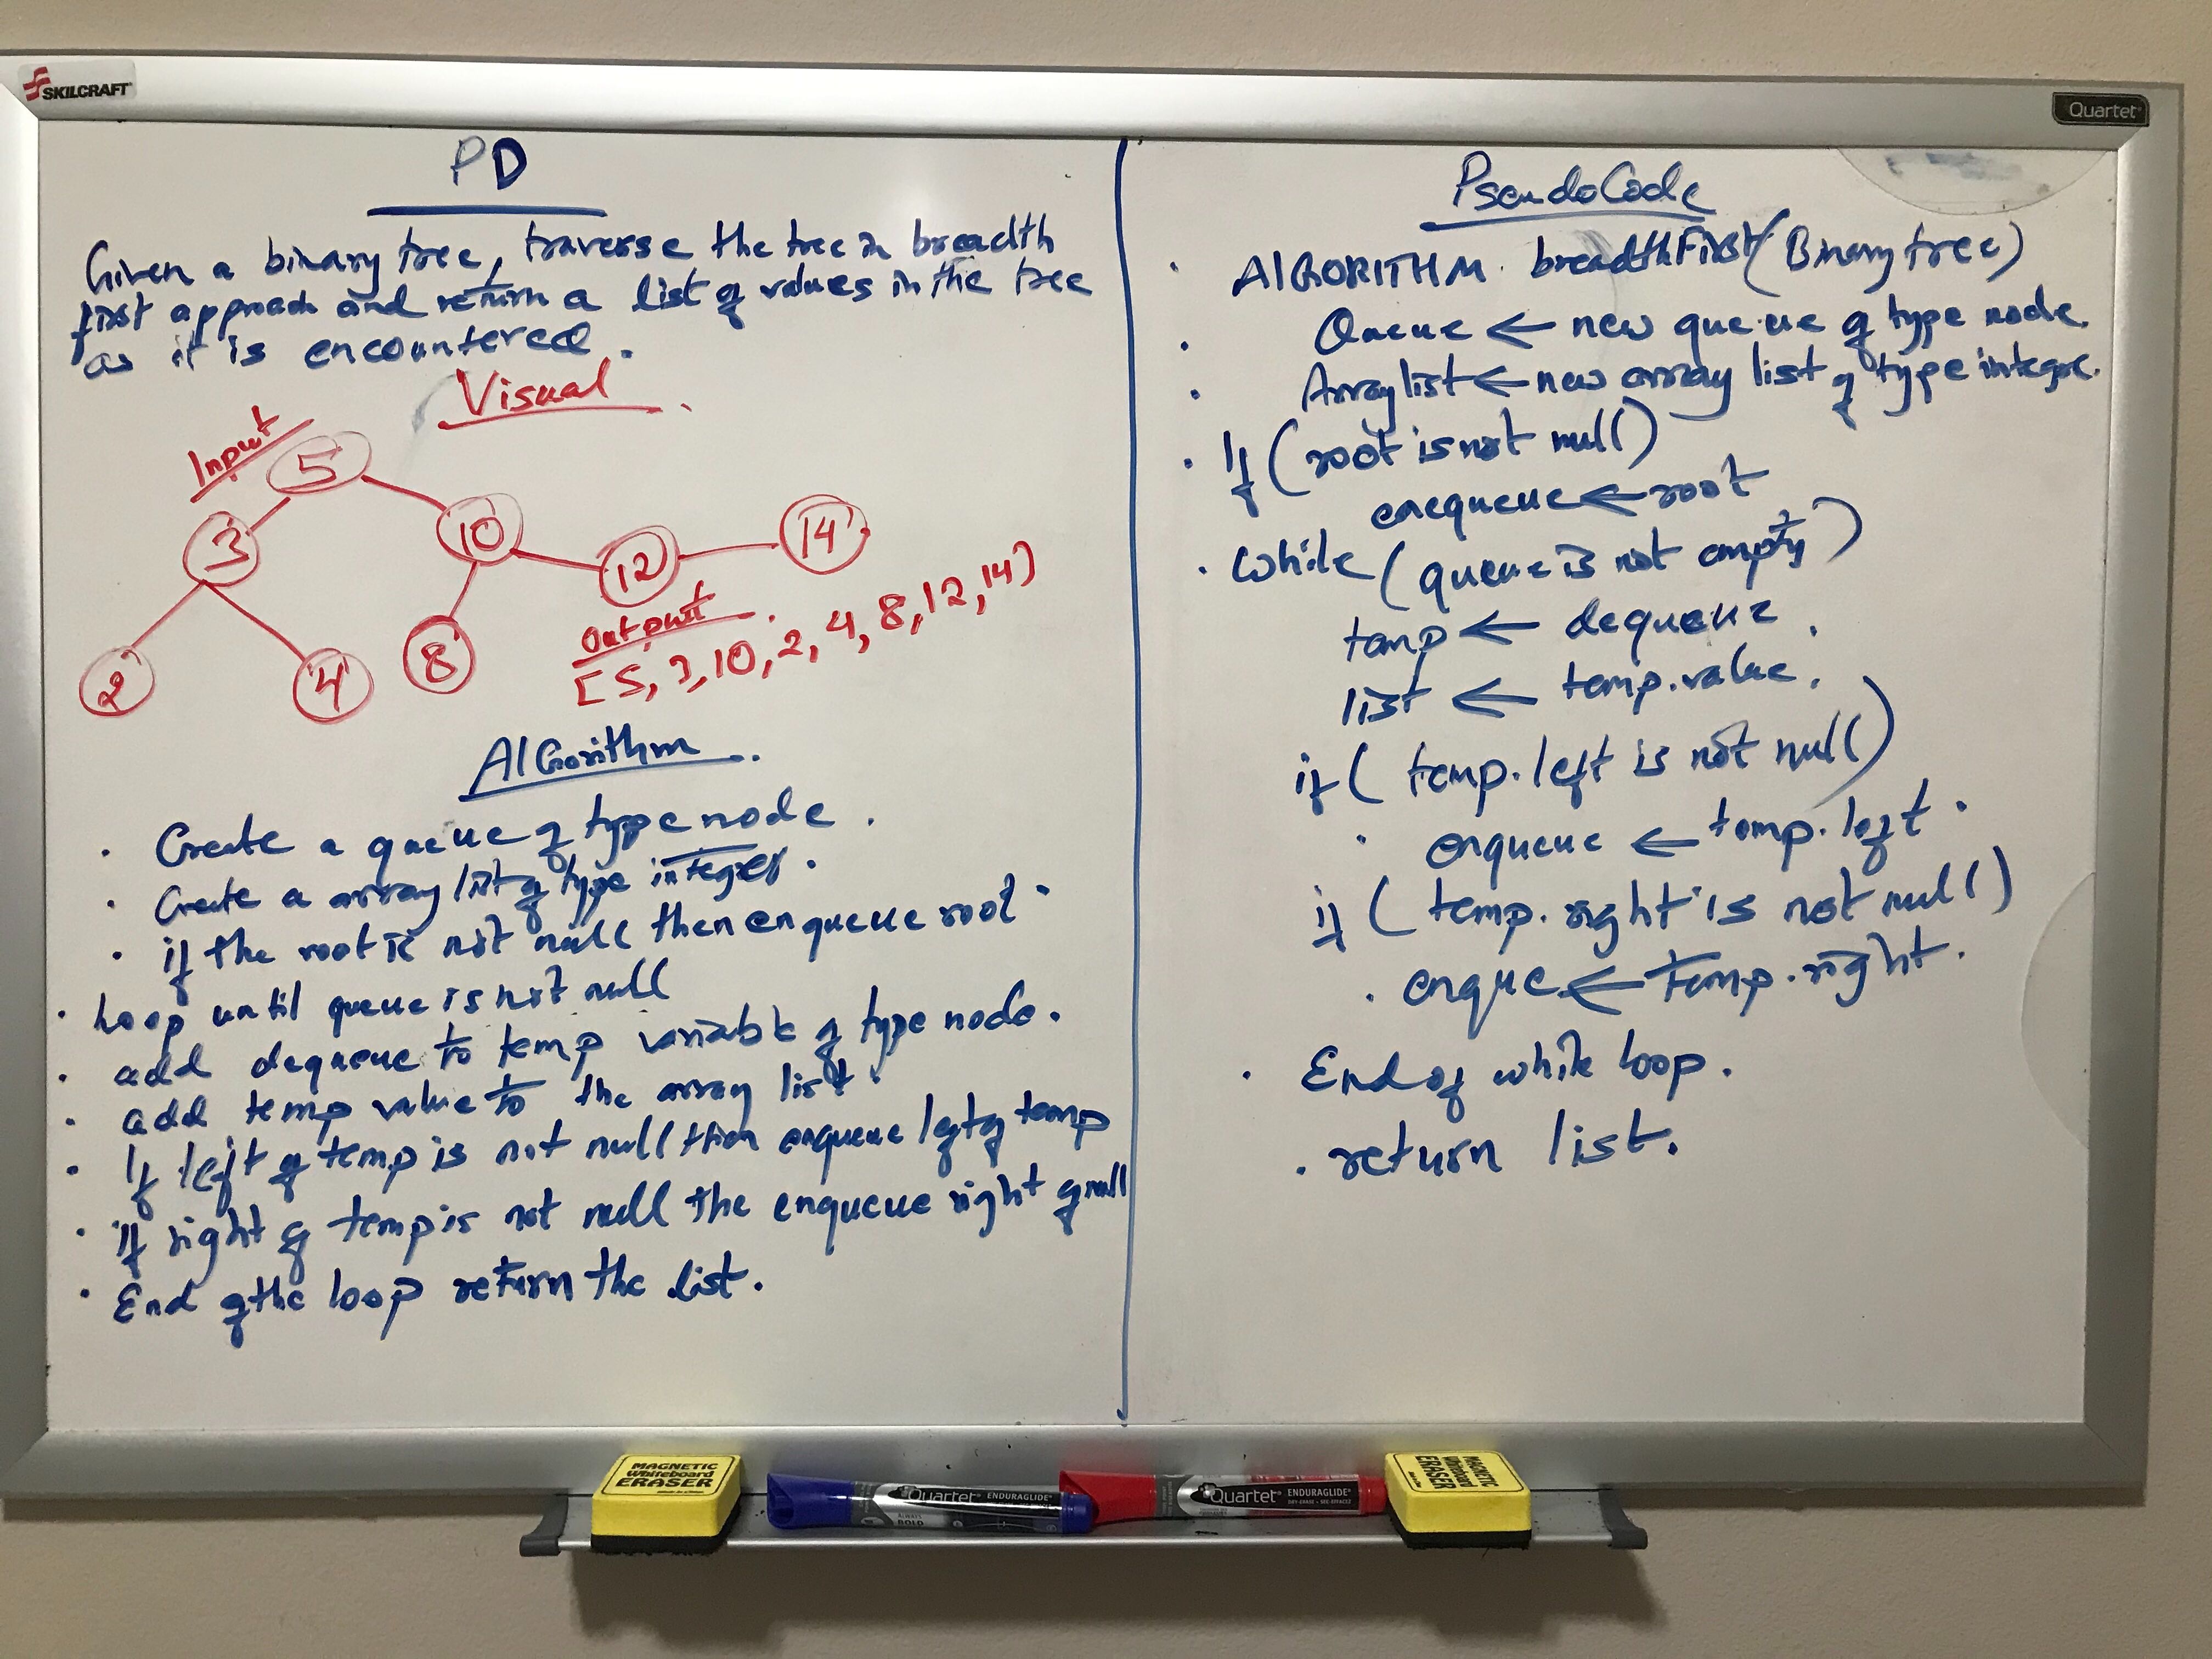 SKILCRAFT
Quartet
PD
Given a binary tree, traverse the tree in breadth
first approach and return a list of values in the tree
as it is encountered.
Visual
Input
5
3
10
12
14
2
4
8
Output
[5, 3, 10, 2, 4, 8, 12, 14]
AlGorithm.
· Create a queue of type node.
· Create a array list of type integer.
· if the root is not null then enqueue root.
· Loop until queue is not null
· add dequeue to temp variable of type node.
· add temp value to the array list.
· If left of temp is not null then enqueue left of temp
· If right of temp is not null the enqueue right of null
· End of the loop return the list.
PseudoCode
· AlGORITHM breadthFirst(Binary tree)
· Queue ← new queue of type node.
· Array list ← new array list of type integer.
· If (root is not null)
enequeue ← root
· While (queue is not empty)
temp ← dequeue.
list ← temp.value.
if ( temp.left is not null)
· enqueue ← temp.left.
if ( temp.right is not null)
· enque ← temp.right.
· End of while loop.
· return list.
MAGNETIC
Whiteboard
ERASER
Quartet ENDURAGLIDE
BOLD
Quartet ENDURAGLIDE
MAGNETIC
Whiteboard
ERASER